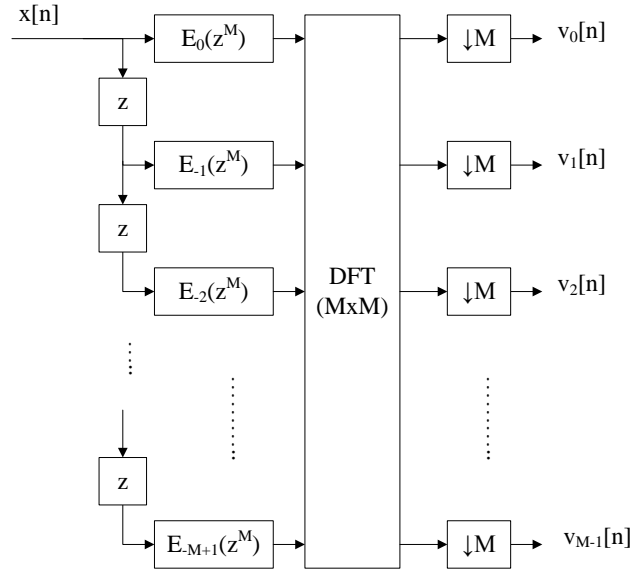 x[n]
E₀(zᴹ)
↓M
v₀[n]
z
E₋₁(zᴹ)
↓M
v₁[n]
z
E₋₂(zᴹ)
DFT
(MxM)
↓M
v₂[n]
z
E₋M+1(zᴹ)
↓M
vM-1[n]